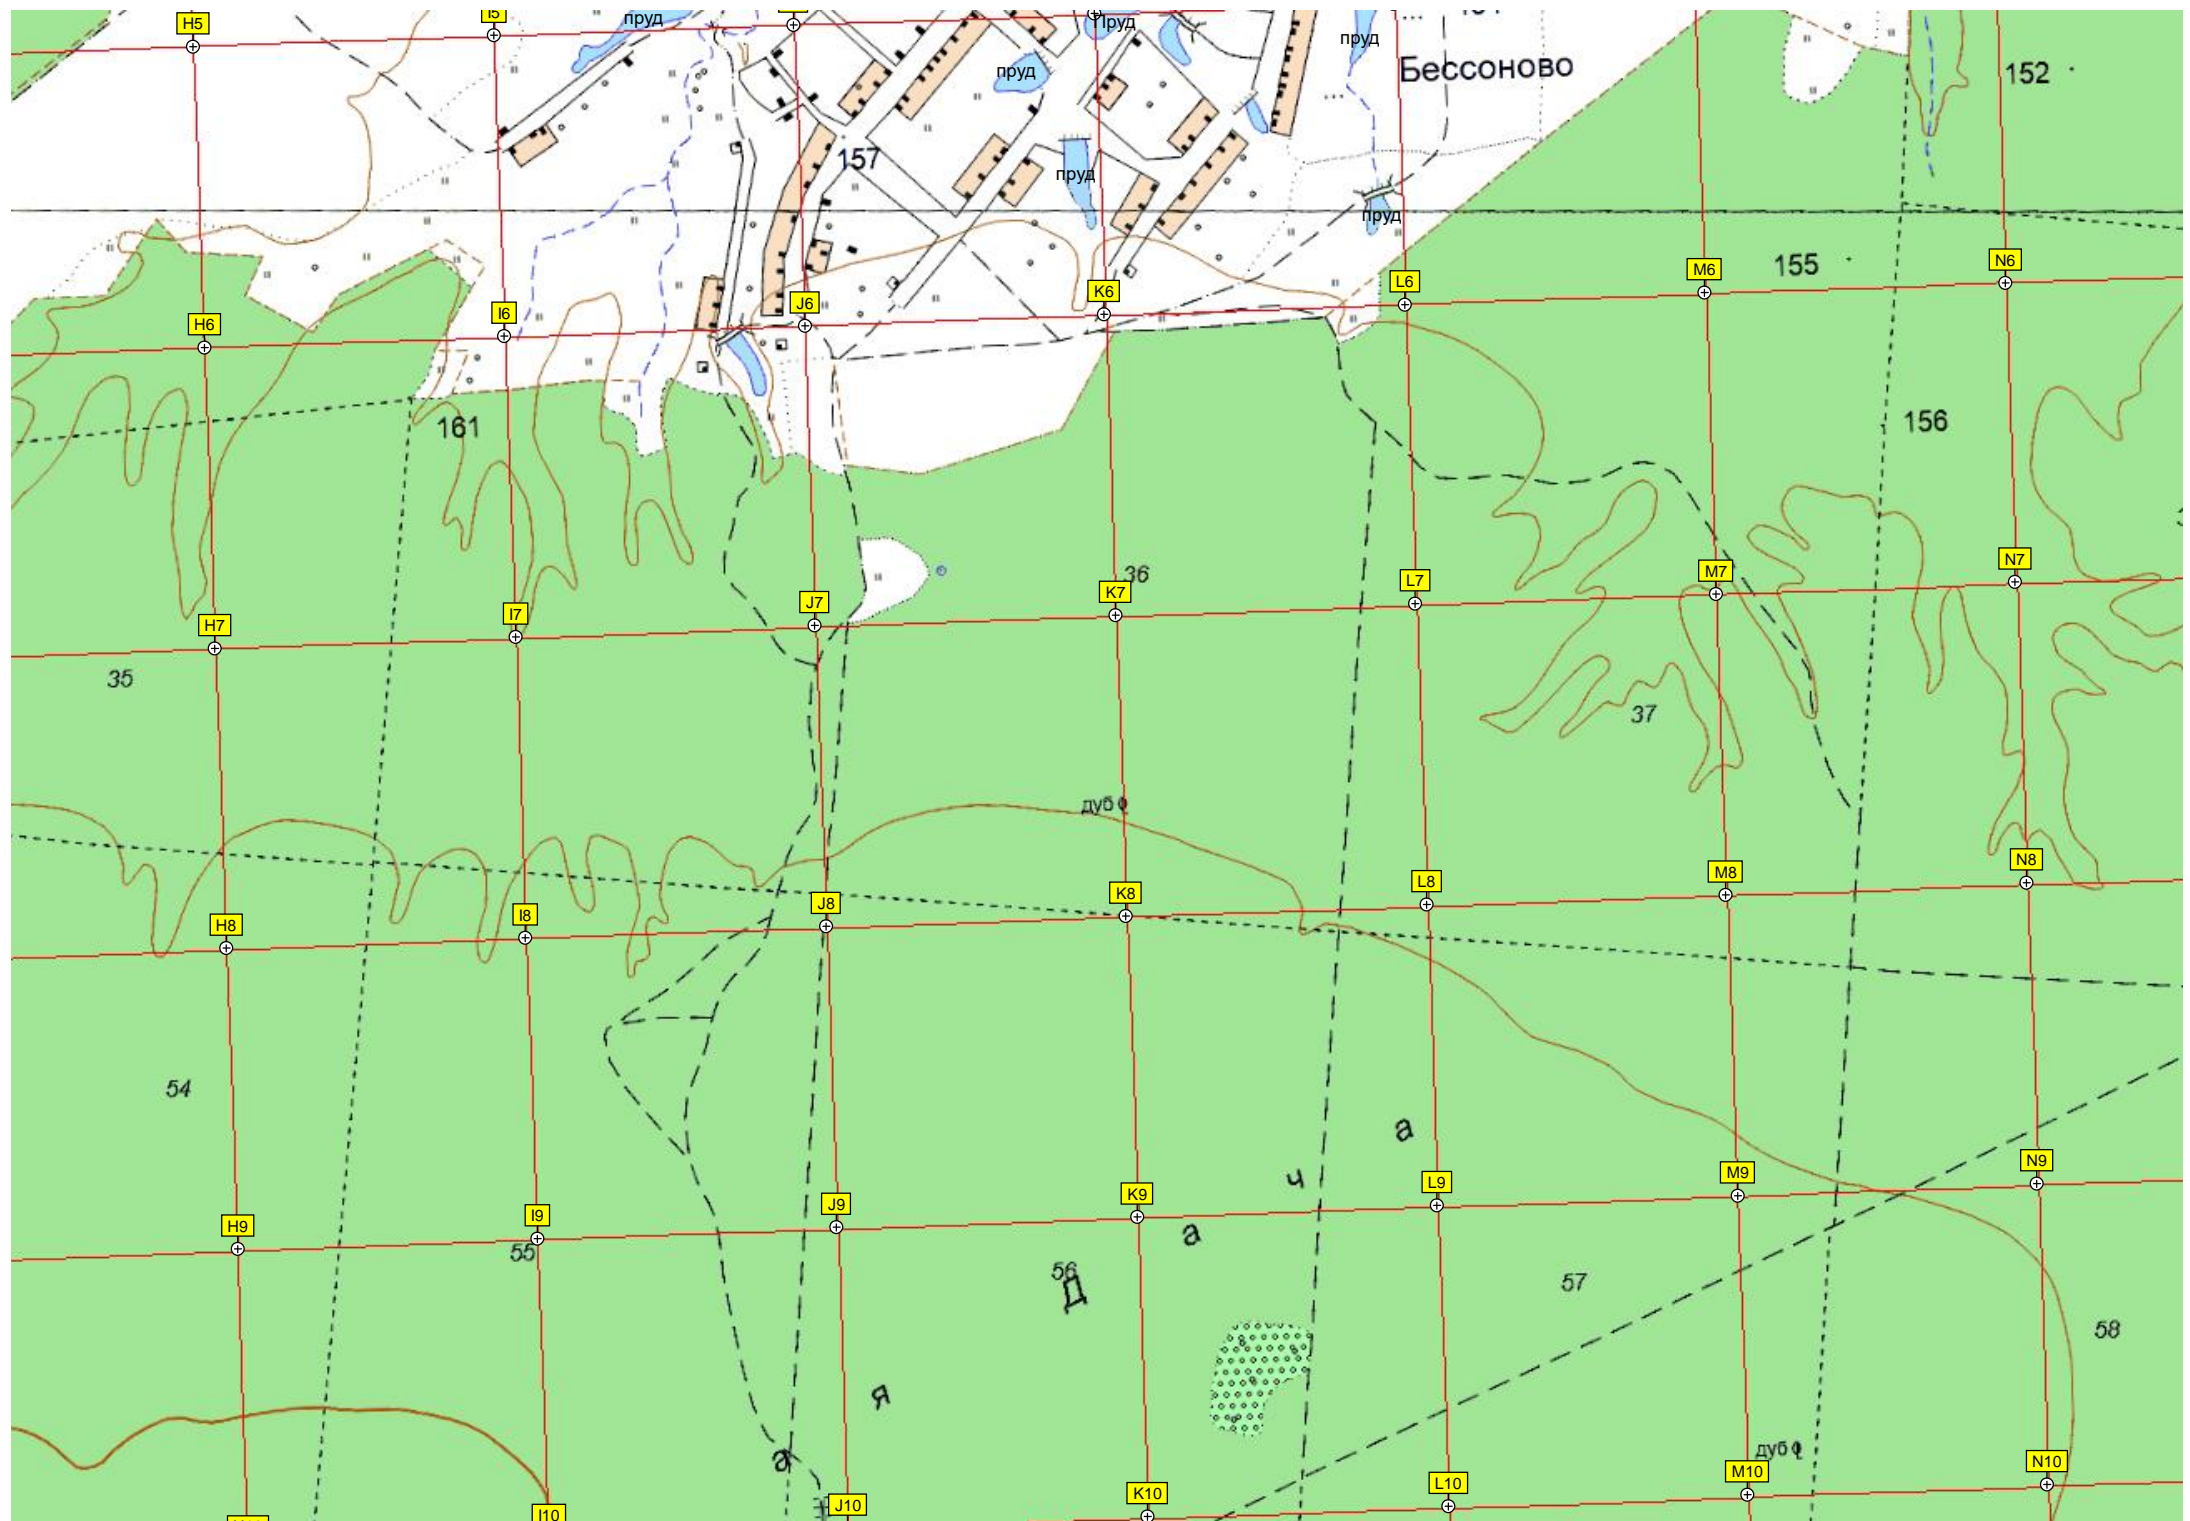 H5
I5
пруд
Пруд
пруд
Бессоново
152
пруд
157
пруд
пруд
155
N6
M6
L6
K6
J6
I6
H6
156
161
36
N7
M7
L7
K7
J7
I7
H7
35
37
дуб
N8
M8
L8
K8
J8
I8
H8
54
а
ч
а
Д
я
а
N9
M9
L9
K9
J9
I9
H9
55
56
57
58
дуб
N10
M10
L10
K10
J10
I10